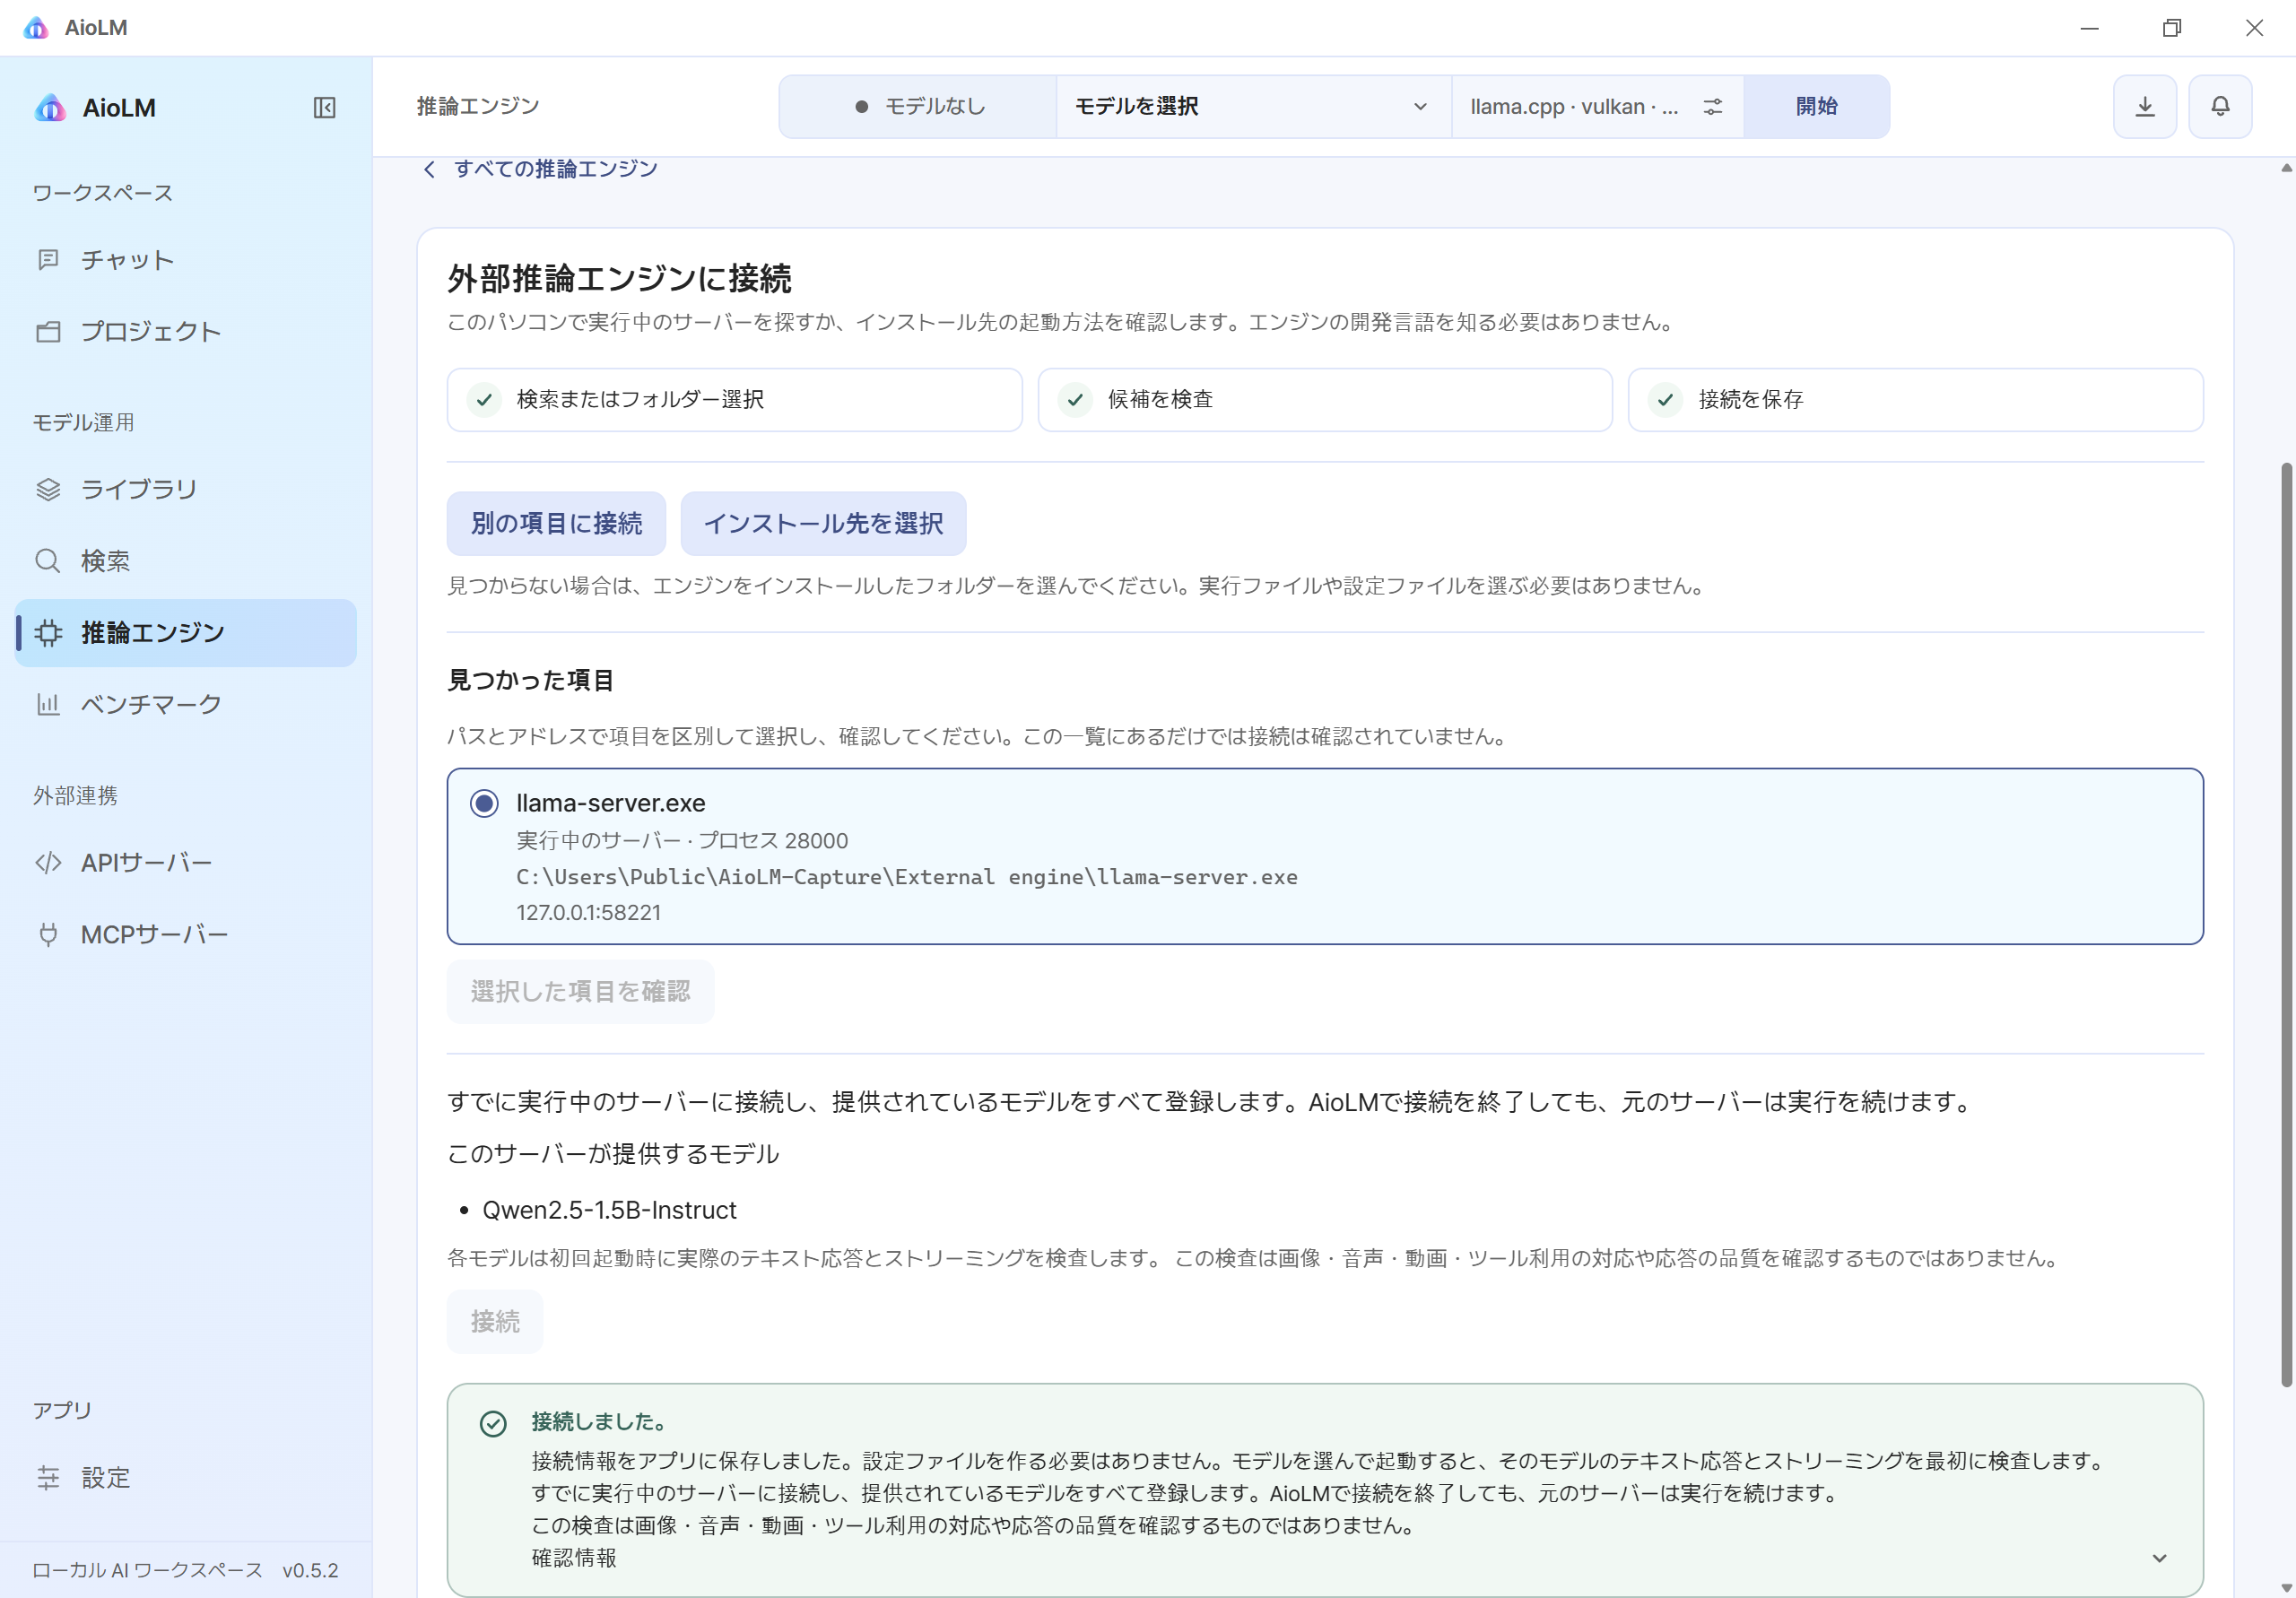 AioLM
AioLM
ワークスペース
チャット
プロジェクト
モデル運用
ライブラリ
検索
推論エンジン
ベンチマーク
外部連携
APIサーバー
MCPサーバー
アプリ
設定
ローカル AI ワークスペース v0.5.2
推論エンジン
モデルなし
モデルを選択
llama.cpp · vulkan · ...
開始
すべての推論エンジン
外部推論エンジンに接続
このパソコンで実行中のサーバーを探すか、インストール先の起動方法を確認します。エンジンの開発言語を知る必要はありません。
検索またはフォルダー選択
候補を検査
接続を保存
別の項目に接続
インストール先を選択
見つからない場合は、エンジンをインストールしたフォルダーを選んでください。実行ファイルや設定ファイルを選ぶ必要はありません。
見つかった項目
パスとアドレスで項目を区別して選択し、確認してください。この一覧にあるだけでは接続は確認されていません。
llama-server.exe
実行中のサーバー · プロセス 28000
C:\Users\Public\AioLM-Capture\External engine\llama-server.exe
127.0.0.1:58221
選択した項目を確認
すでに実行中のサーバーに接続し、提供されているモデルをすべて登録します。AioLMで接続を終了しても、元のサーバーは実行を続けます。
このサーバーが提供するモデル
• Qwen2.5-1.5B-Instruct
各モデルは初回起動時に実際のテキスト応答とストリーミングを検査します。 この検査は画像・音声・動画・ツール利用の対応や応答の品質を確認するものではありません。
接続
接続しました。
接続情報をアプリに保存しました。設定ファイルを作る必要はありません。モデルを選んで起動すると、そのモデルのテキスト応答とストリーミングを最初に検査します。
すでに実行中のサーバーに接続し、提供されているモデルをすべて登録します。AioLMで接続を終了しても、元のサーバーは実行を続けます。
この検査は画像・音声・動画・ツール利用の対応や応答の品質を確認するものではありません。
確認情報